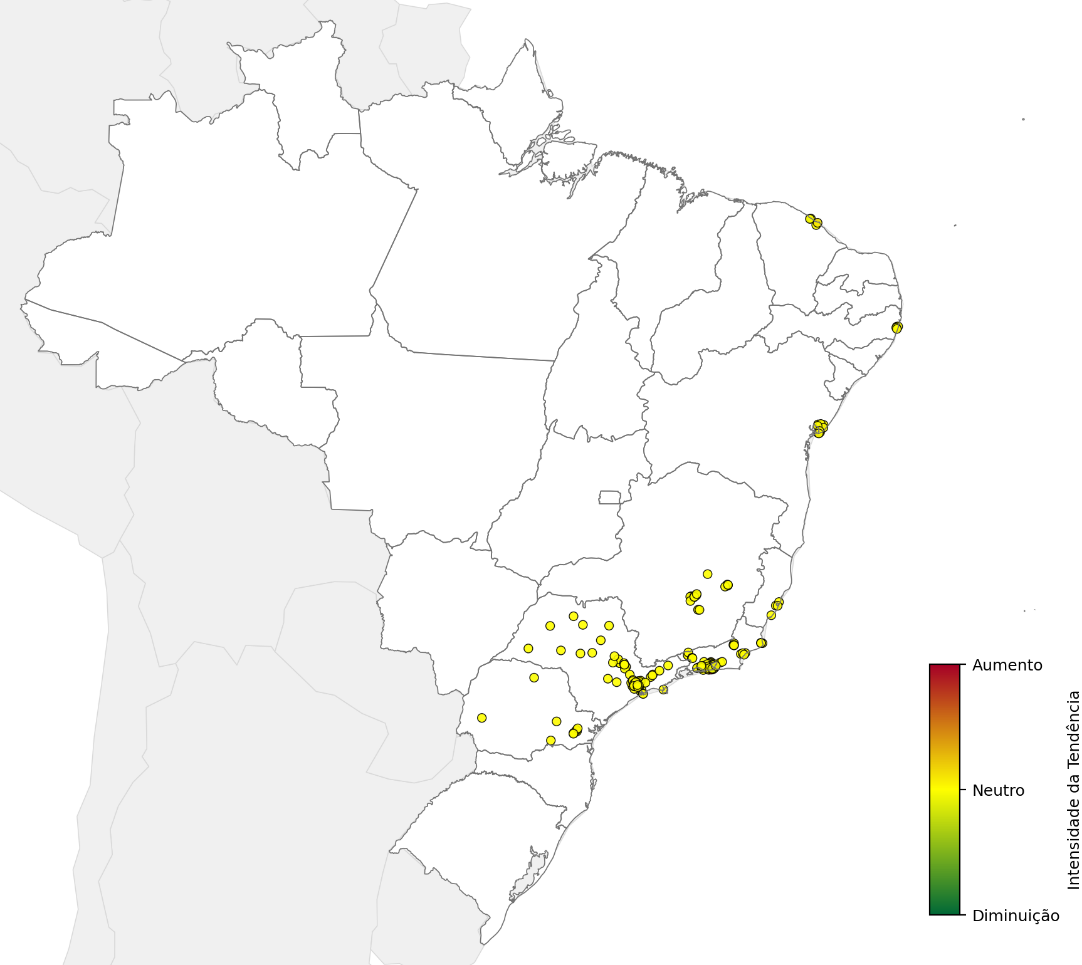 Aumento
Neutro
Diminuição
Intensidade da Tendência